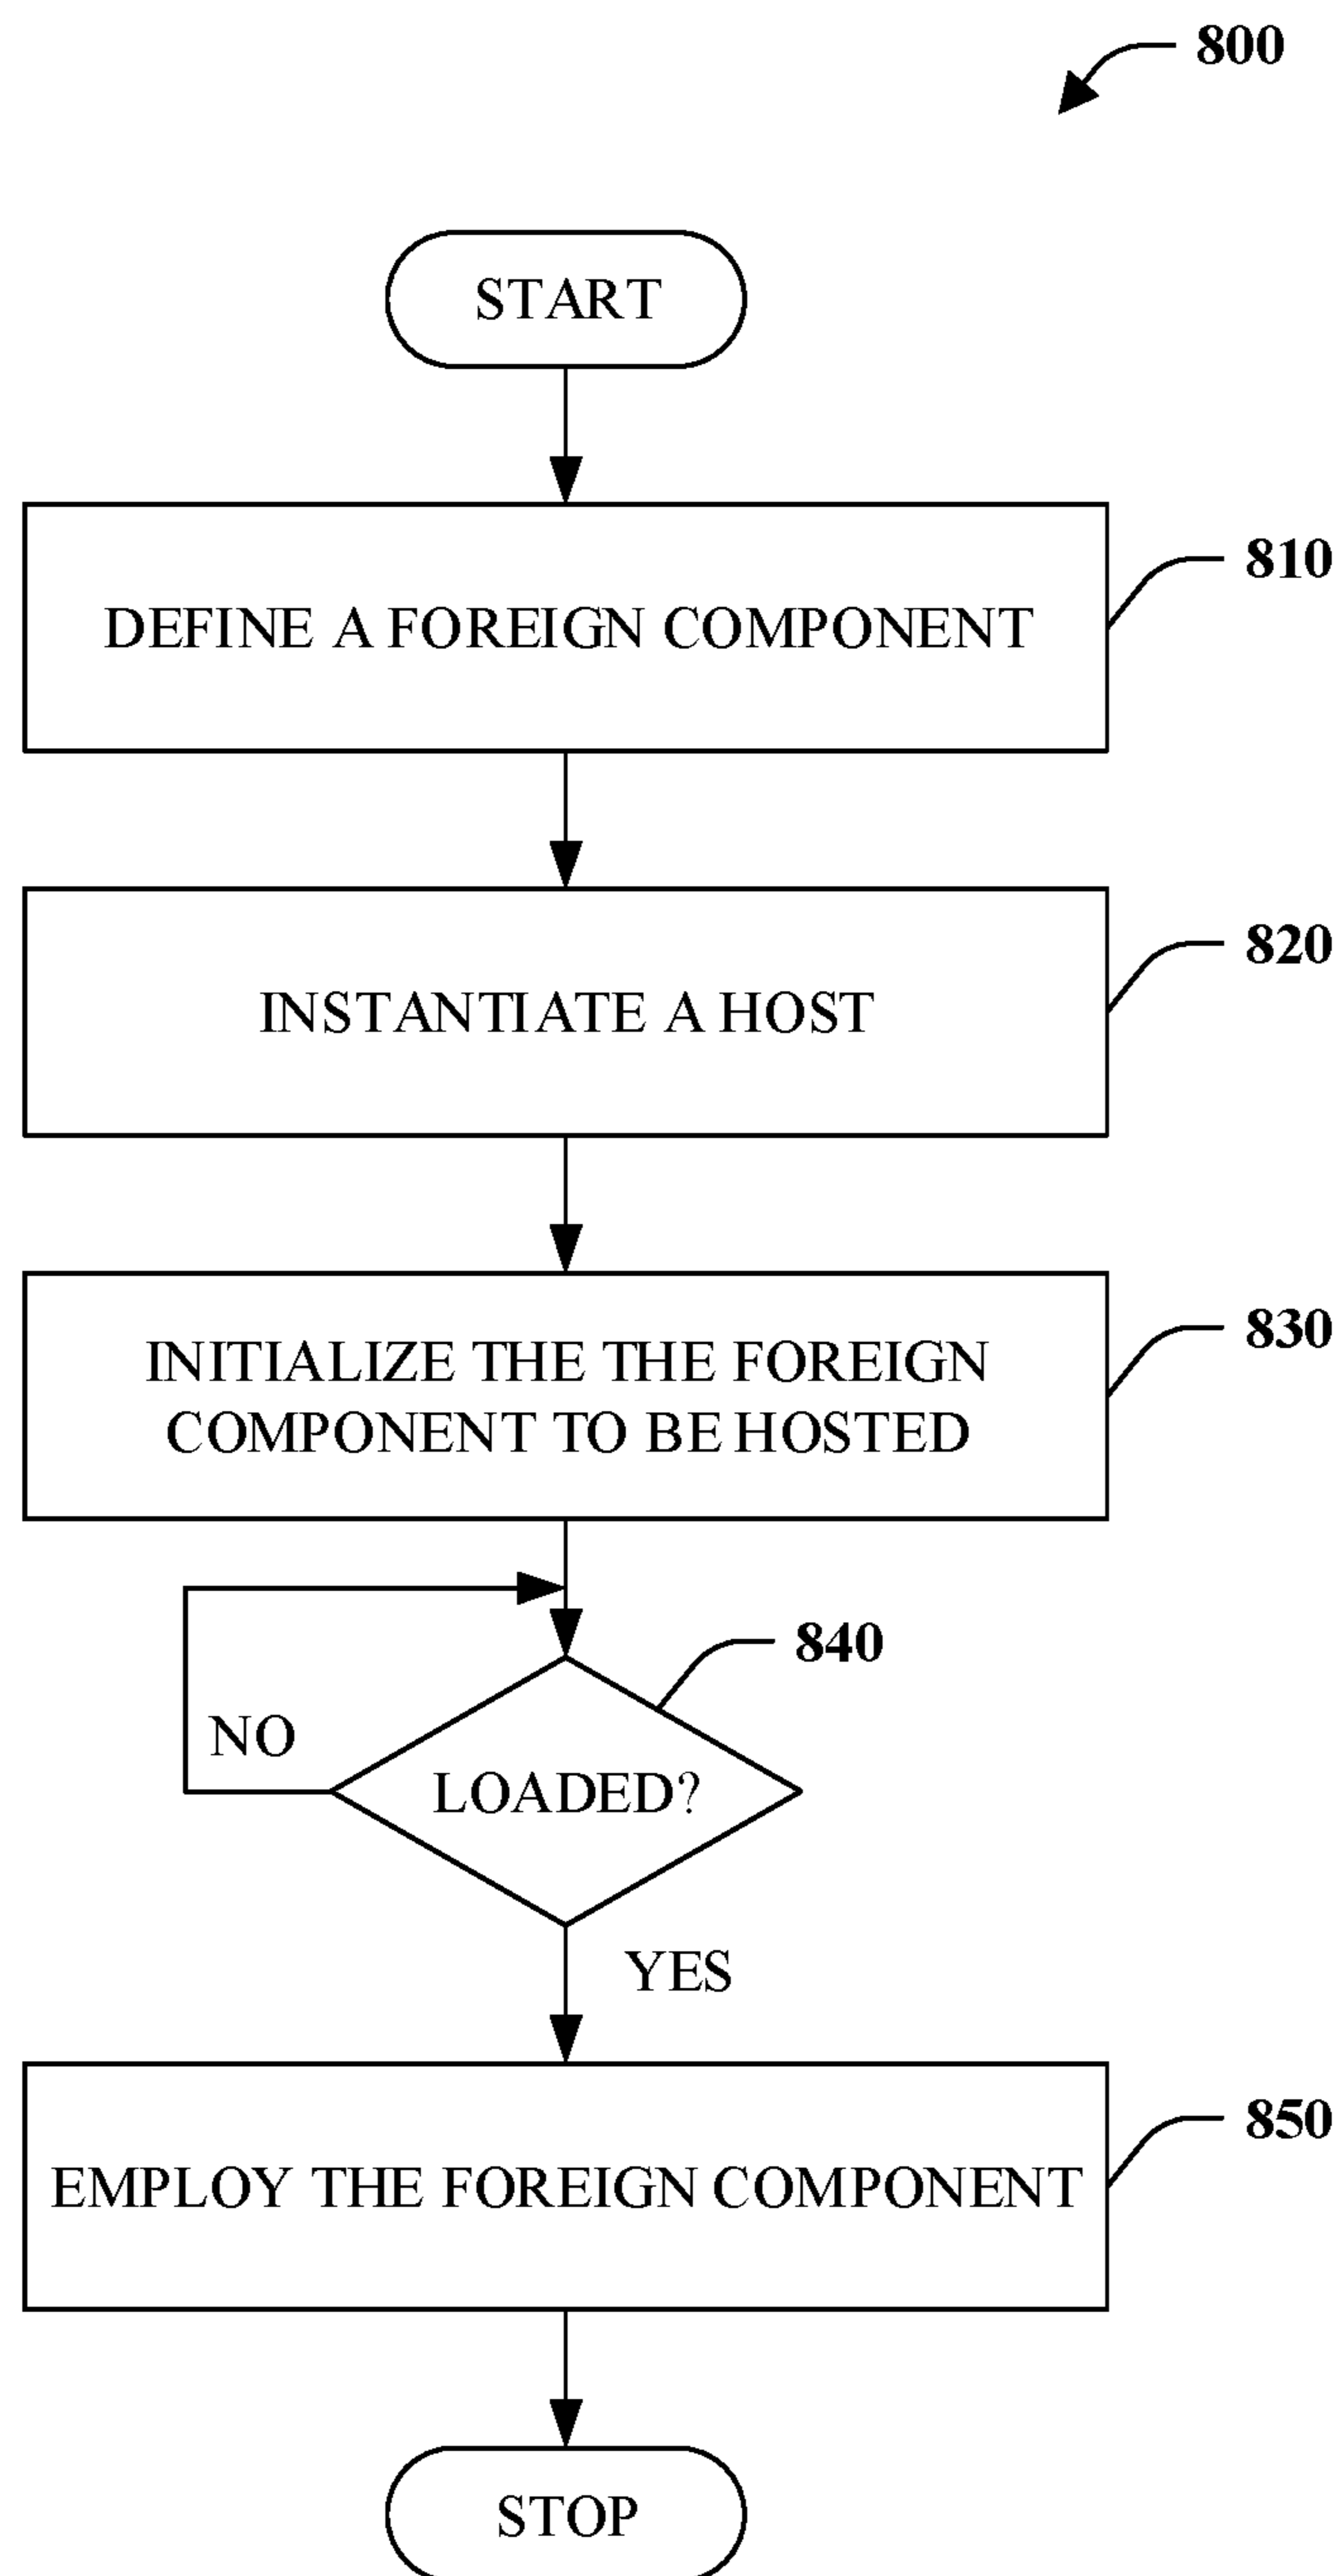 800
START
DEFINE A FOREIGN COMPONENT
810
INSTANTIATE A HOST
820
INITIALIZE THE THE FOREIGN
COMPONENT TO BE HOSTED
830
840
NO
LOADED?
YES
EMPLOY THE FOREIGN COMPONENT
850
STOP